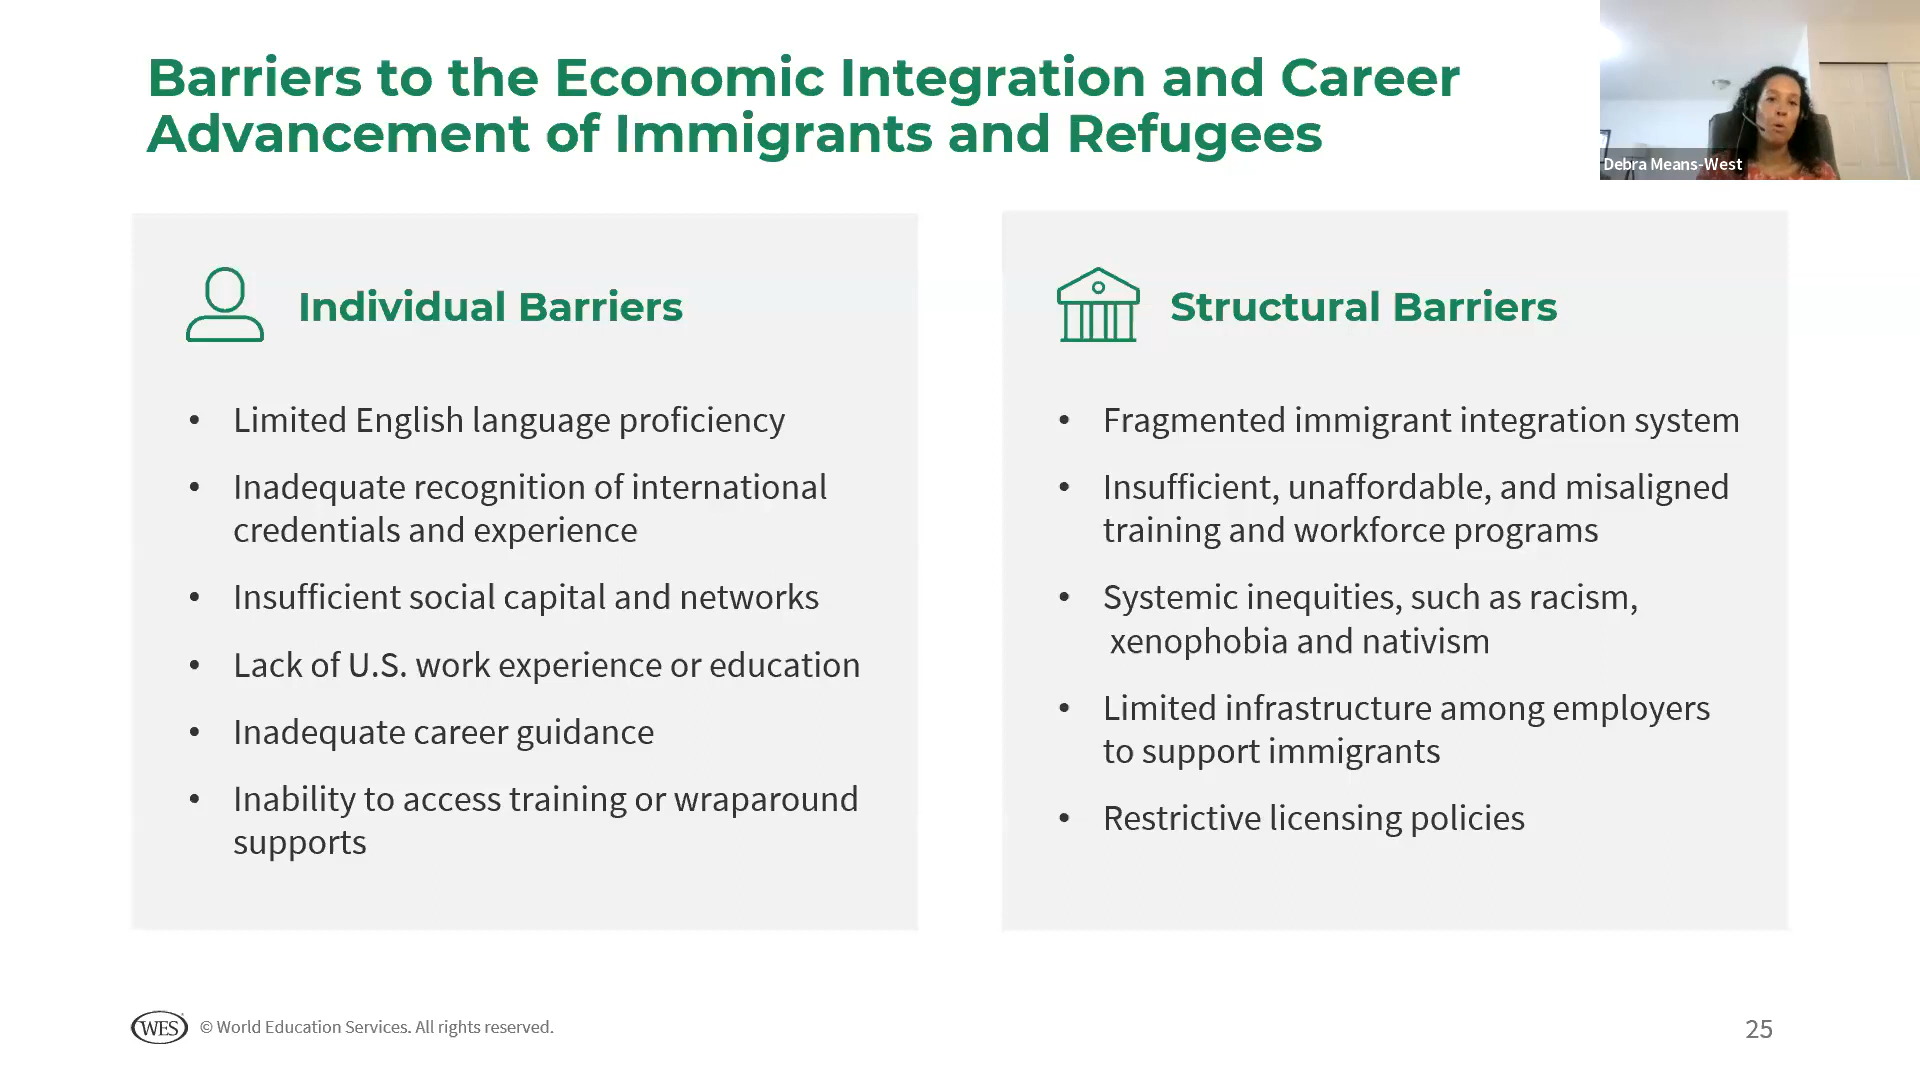 Barriers to the Economic Integration and Career
Advancement of Immigrants and Refugees
Debra Means-West
Individual Barriers
• Limited English language proficiency
• Inadequate recognition of international
credentials and experience
• Insufficient social capital and networks
• Lack of U.S. work experience or education
• Inadequate career guidance
• Inability to access training or wraparound
supports
Structural Barriers
• Fragmented immigrant integration system
• Insufficient, unaffordable, and misaligned
training and workforce programs
• Systemic inequities, such as racism,
xenophobia and nativism
• Limited infrastructure among employers
to support immigrants
• Restrictive licensing policies
WES
© World Education Services. All rights reserved.
25